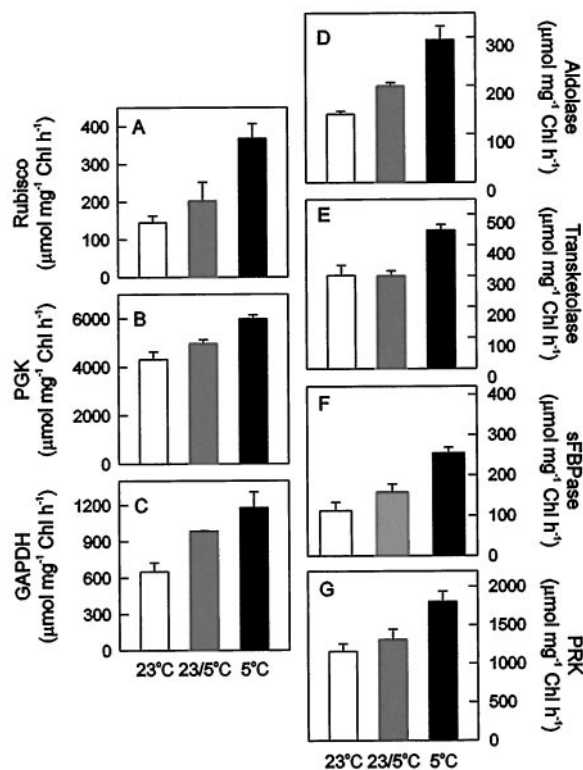 A
Rubisco
(µmol mg⁻¹ Chl h⁻¹)
400
300
200
100
0
B
PGK
(µmol mg⁻¹ Chl h⁻¹)
6000
4000
2000
0
C
GAPDH
(µmol mg⁻¹ Chl h⁻¹)
1200
900
600
300
0
23°C 23/5°C 5°C
D
Aldolase
(µmol mg⁻¹ Chl h⁻¹)
300
200
100
0
E
Transketolase
(µmol mg⁻¹ Chl h⁻¹)
500
400
300
200
100
0
F
sFBPase
(µmol mg⁻¹ Chl h⁻¹)
400
300
200
100
0
G
PRK
(µmol mg⁻¹ Chl h⁻¹)
2000
1500
1000
500
0
23°C 23/5°C 5°C